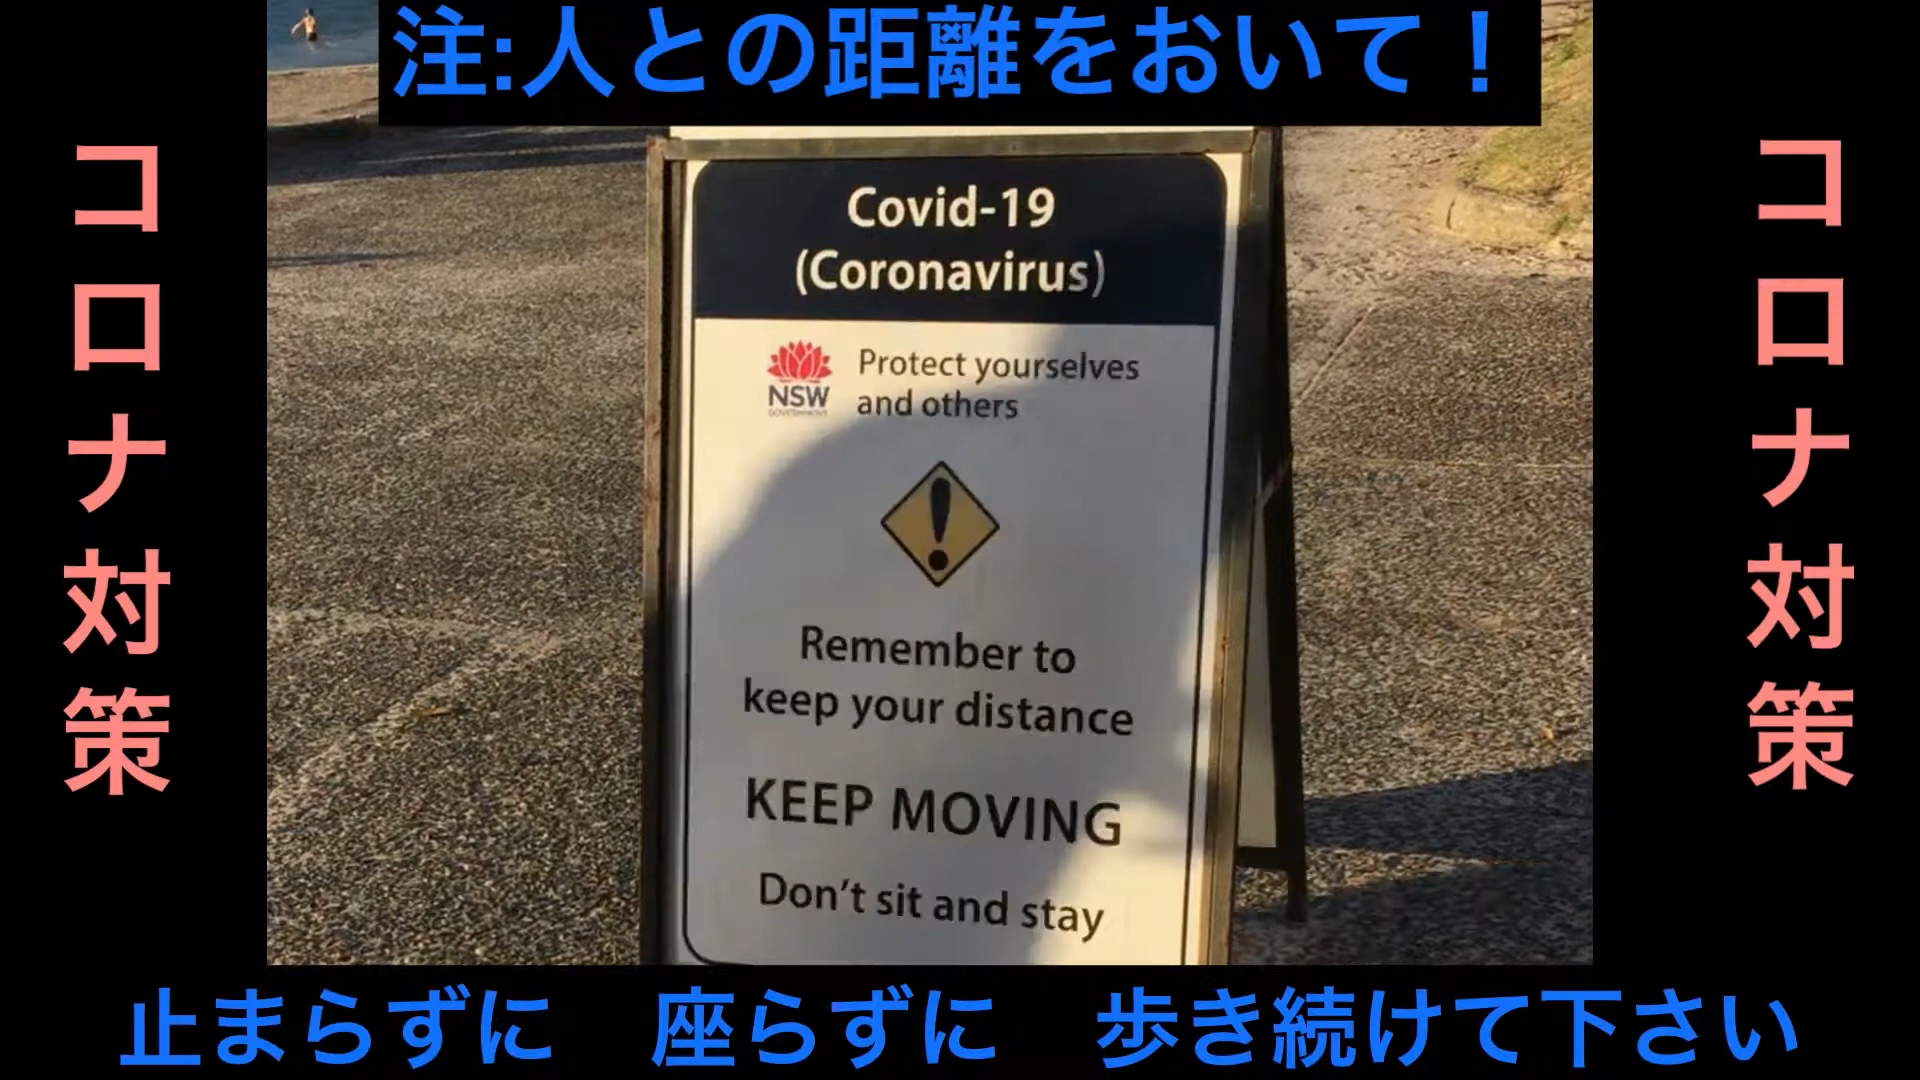 注:人との距離をおいて！
コロナ対策
コロナ対策
Covid-19
(Coronavirus)
NSW
GOVERNMENT
Protect yourselves
and others
Remember to
keep your distance
KEEP MOVING
Don't sit and stay
止まらずに　座らずに　歩き続けて下さい